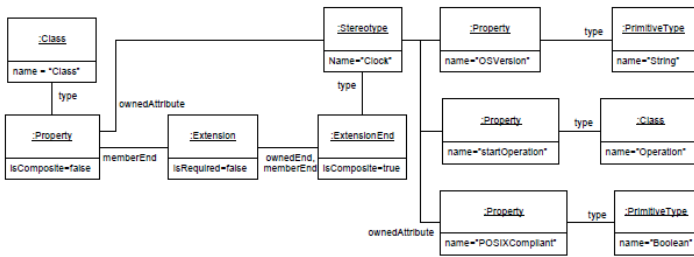 :Class
name = "Class"
type
ownedAttribute
:Stereotype
Name="Clock"
type
:Property
name="OSVersion"
type
:PrimitiveType
name="String"
:Property
isComposite=false
memberEnd
:Extension
isRequired=false
ownedEnd,
memberEnd
:ExtensionEnd
isComposite=true
:Property
name="startOperation"
type
:Class
name="Operation"
ownedAttribute
:Property
name="POSIXCompliant"
type
:PrimitiveType
name="Boolean"